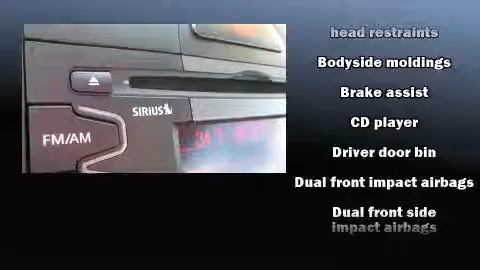 SIRIUS
FM/AM
head restraints
Bodyside moldings
Brake assist
CD player
Driver door bin
Dual front impact airbags
Dual front side
impact airbags